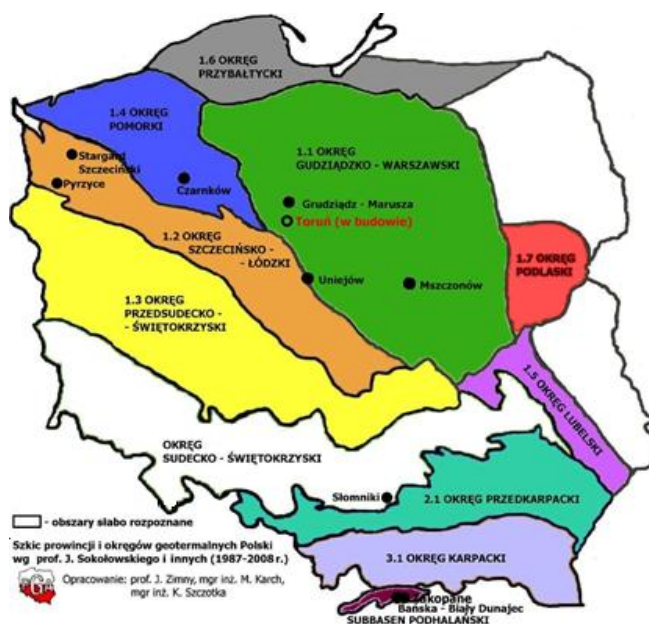 1.6 OKRĘG
PRZYBAŁTYCKI
1.4 OKRĘG
POMORKI
1.1 OKRĘG
GUDZIĄDZKO - WARSZAWSKI
Stargard
Szczeciński
Pyrzyce
Czarnków
Grudziądz - Marusza
Toruń (w budowie)
1.2 OKRĘG
SZCZECIŃSKO -
- ŁÓDZKI
1.7 OKRĘG
PODLASKI
Uniejów
Mszczonów
1.3 OKRĘG
PRZEDSUDECKO -
- ŚWIĘTOKRZYSKI
1.5 OKRĘG LUBELSKI
OKRĘG
SUDECKO - ŚWIĘTOKRZYSKI
Słomniki
2.1 OKRĘG PRZEDKARPACKI
- obszary słabo rozpoznane
Szkic prowincji i okręgów geotermalnych Polski
wg prof. J. Sokołowskiego i innych (1987-2008r.)
3.1 OKRĘG KARPACKI
Opracowanie: prof. J. Zimny, mgr inż. M. Karch,
mgr inż. K. Szczotka
Zakopane
Bańska - Biały Dunajec
SUBBASEN PODHALAŃSKI